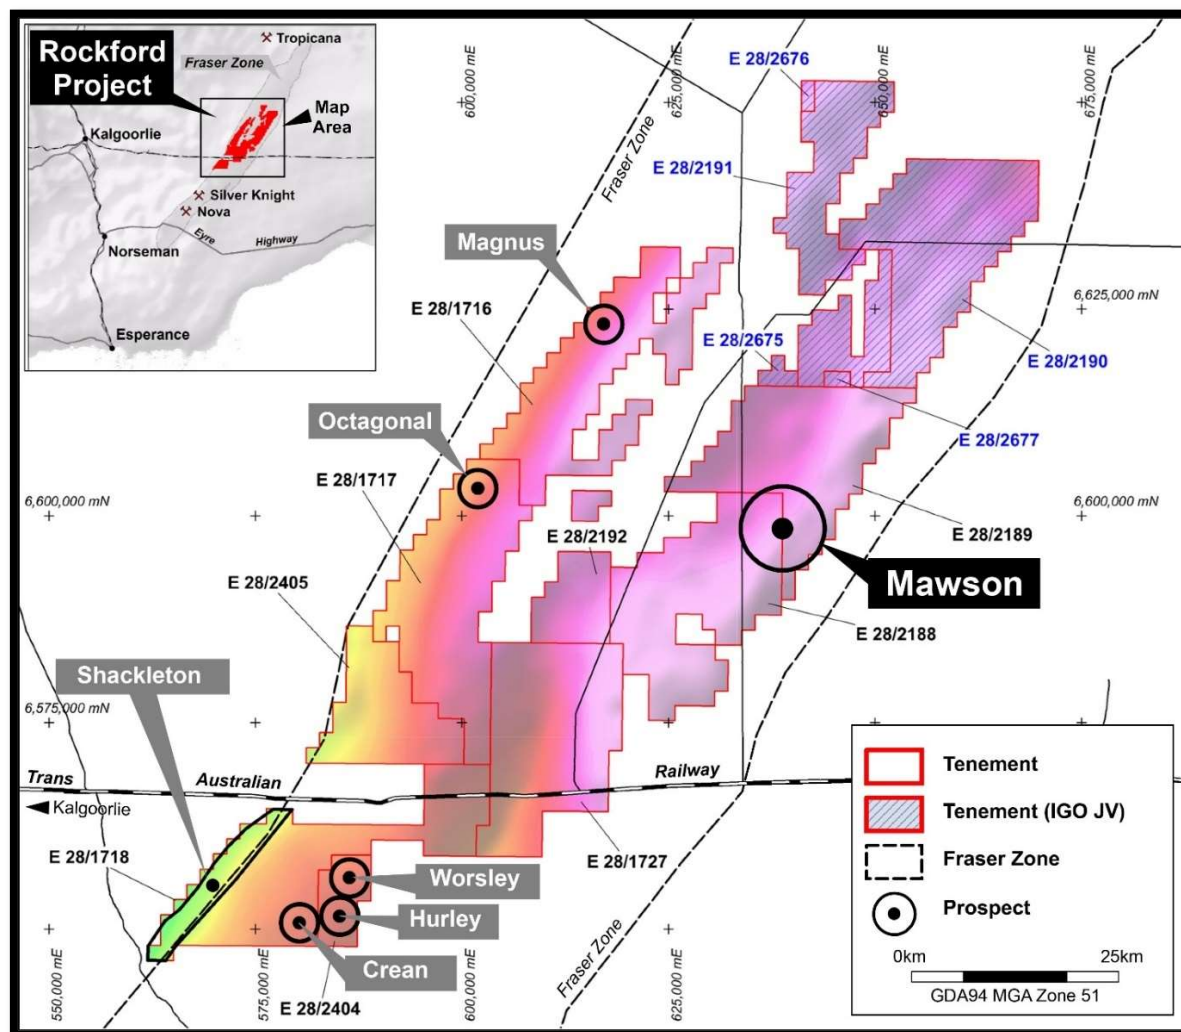 Rockford
Project
Tropicana
Fraser Zone
Map
Area
Kalgoorlie
Silver Knight
Nova
Norseman
Eyre
Highway
Esperance
600,000 mE
625,000 mE
650,000 mE
675,000 mE
E 28/2676
Fraser Zone
E 28/2191
Magnus
E 28/1716
6,625,000 mN
E 28/2675
E 28/2190
Octagonal
E 28/2677
E 28/1717
6,600,000 mN
6,600,000 mN
E 28/2192
E 28/2189
E 28/2405
Mawson
E 28/2188
Shackleton
6,575,000 mN
Trans
Australian
Railway
Kalgoorlie
E 28/1718
E 28/1727
Worsley
Hurley
Crean
E 28/2404
Fraser Zone
550,000 mE
575,000 mE
600,000 mE
625,000 mE
Tenement
Tenement (IGO JV)
Fraser Zone
Prospect
0km
25km
GDA94 MGA Zone 51